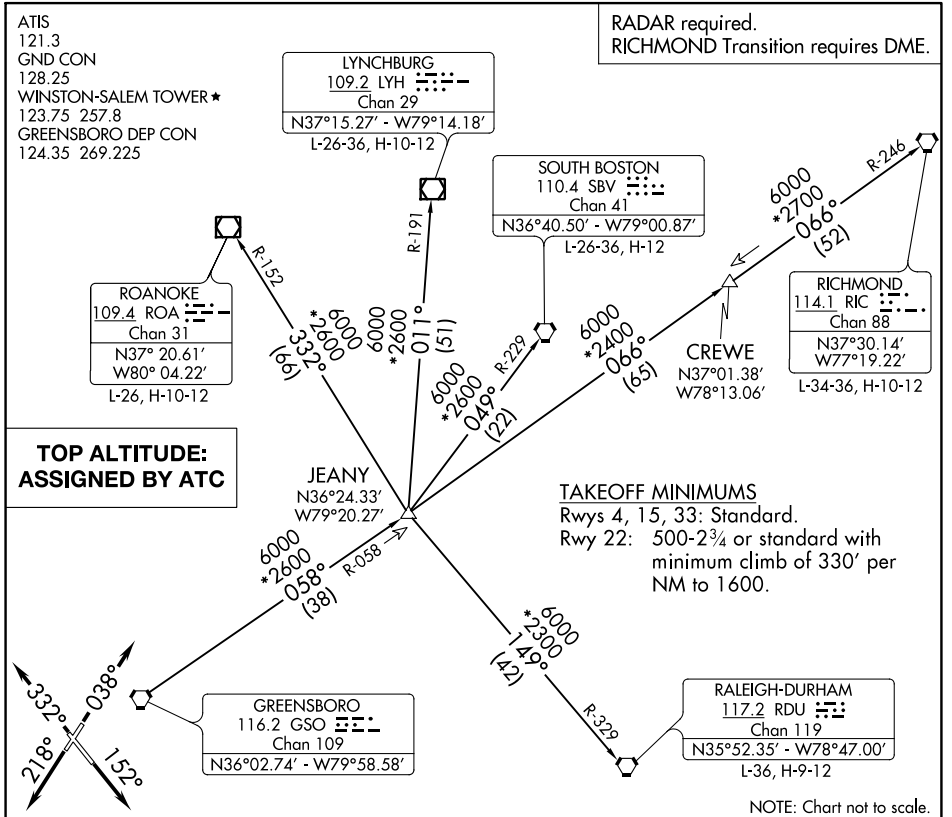 ATIS
121.3
GND CON
128.25
WINSTON-SALEM TOWER★
123.75 257.8
GREENSBORO DEP CON
124.35 269.225
RADAR required.
RICHMOND Transition requires DME.
LYNCHBURG
109.2 LYH
Chan 29
N37°15.27′ - W79°14.18′
L-26-36, H-10-12
SOUTH BOSTON
110.4 SBV
Chan 41
N36°40.50′ - W79°00.87′
L-26-36, H-12
R-246
6000
*2700
066°
(52)
R-191
R-152
ROANOKE
109.4 ROA
Chan 31
N37° 20.61′
W80° 04.22′
L-26, H-10-12
6000
*2600
332°
(66)
6000
*2600
011°
(51)
R-229
6000
*2600
049°
(22)
6000
*2400
066°
(65)
CREWE
N37°01.38′
W78°13.06′
RICHMOND
114.1 RIC
Chan 88
N37°30.14′
W77°19.22′
L-34-36, H-10-12
TOP ALTITUDE:
ASSIGNED BY ATC
JEANY
N36°24.33′
W79°20.27′
TAKEOFF MINIMUMS
Rwys 4, 15, 33: Standard.
Rwy 22: 500-2¾ or standard with
minimum climb of 330′ per
NM to 1600.
6000
*2600
058°
(38)
R-058
6000
*2300
149°
(42)
R-329
332°
038°
218°
152°
GREENSBORO
116.2 GSO
Chan 109
N36°02.74′ - W79°58.58′
RALEIGH-DURHAM
117.2 RDU
Chan 119
N35°52.35′ - W78°47.00′
L-36, H-9-12
NOTE: Chart not to scale.